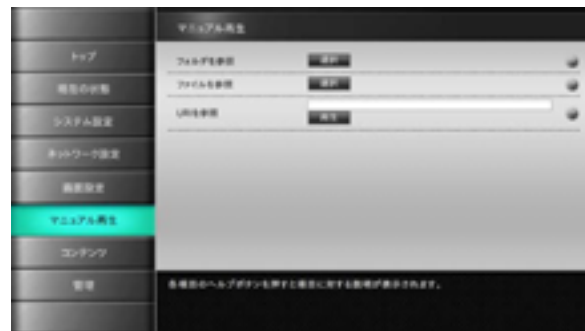 マニュアル再生
トップ
現在の状態
システム設定
ネットワーク設定
画面設定
マニュアル再生
コンテンツ
管理
フォルダを参照
選択
ファイルを参照
選択
URIを参照
再生
各項目のヘルプボタンを押すと項目に対する説明が表示されます。